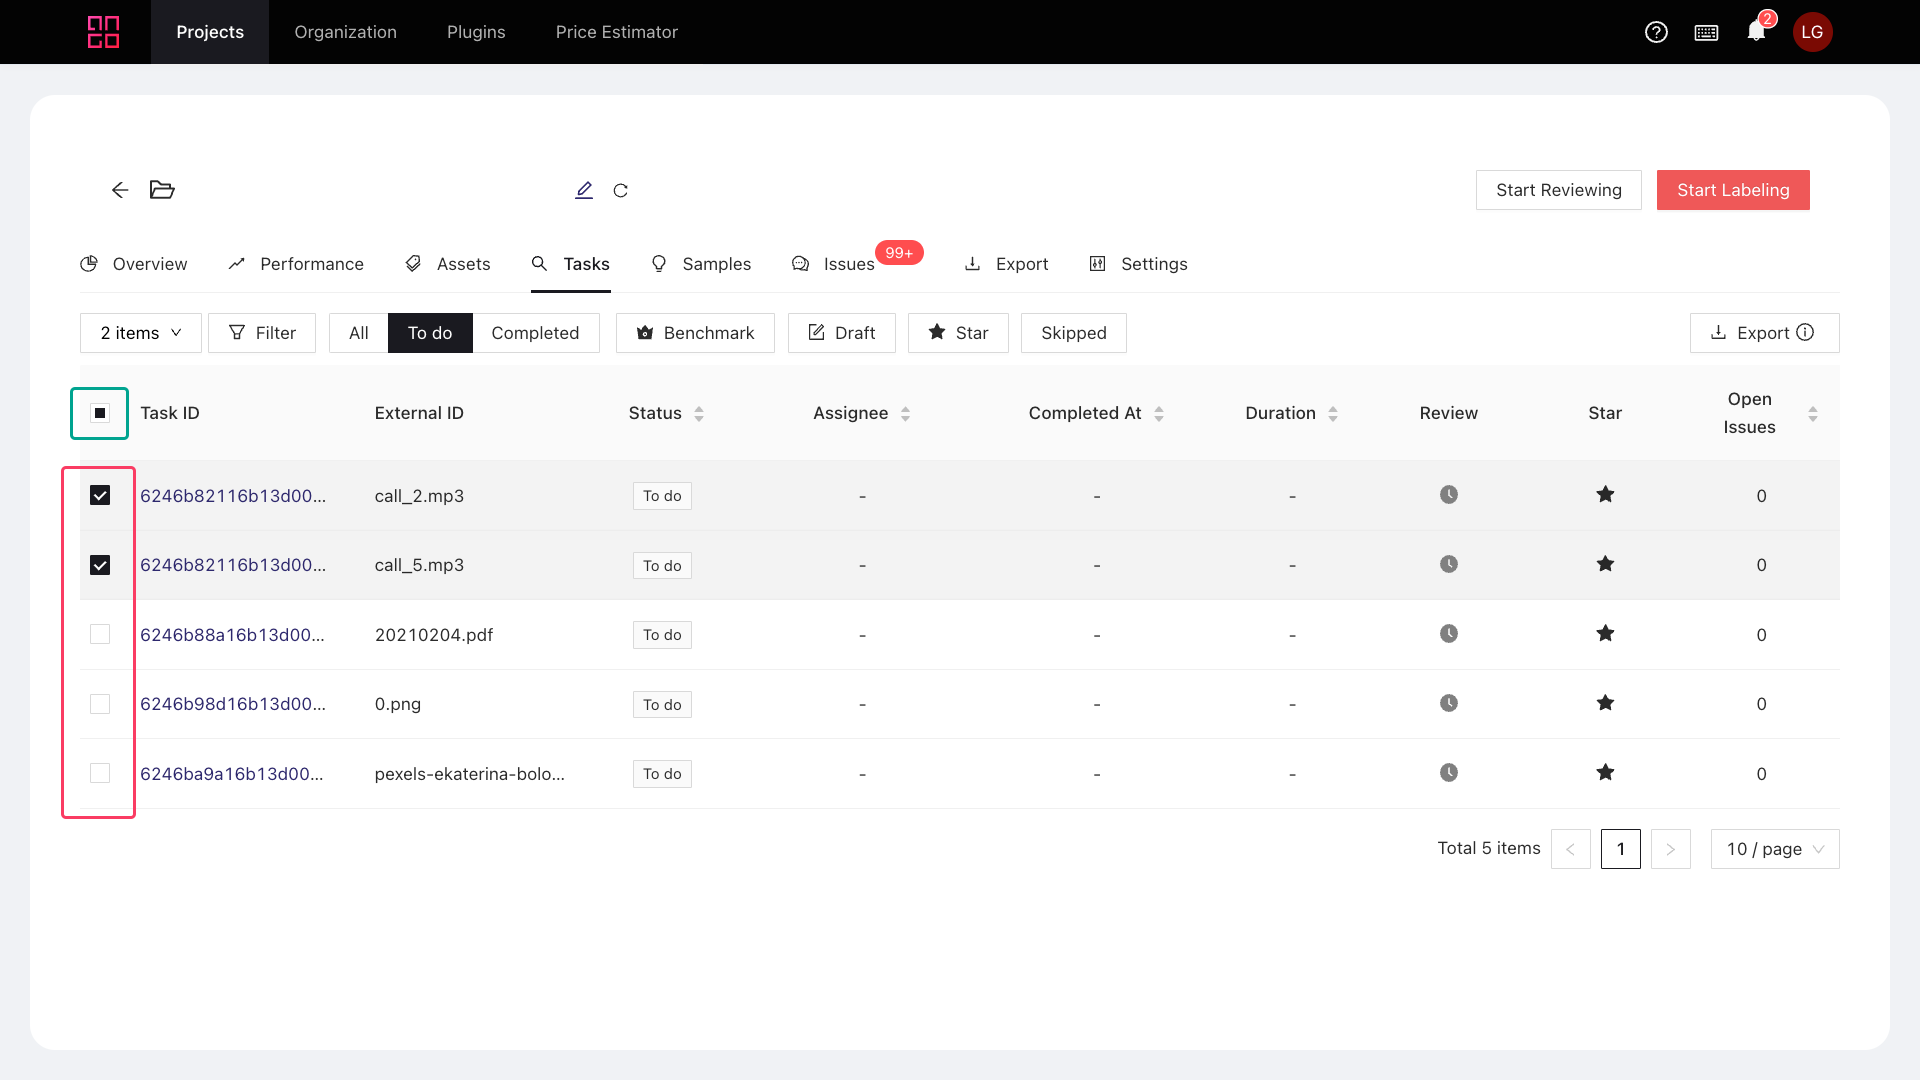 Projects Organization Plugins Price Estimator 2 LG
Start Reviewing Start Labeling
Overview Performance Assets Tasks Samples Issues 99+ Export Settings
2 items Filter All To do Completed Benchmark Draft Star Skipped Export
Task ID External ID Status Assignee Completed At Duration Review Star Open Issues
6246b82116b13d00... call_2.mp3 To do - - - 0
6246b82116b13d00... call_5.mp3 To do - - - 0
6246b88a16b13d00... 20210204.pdf To do - - - 0
6246b98d16b13d00... 0.png To do - - - 0
6246ba9a16b13d00... pexels-ekaterina-bolo... To do - - - 0
Total 5 items < 1 > 10 / page